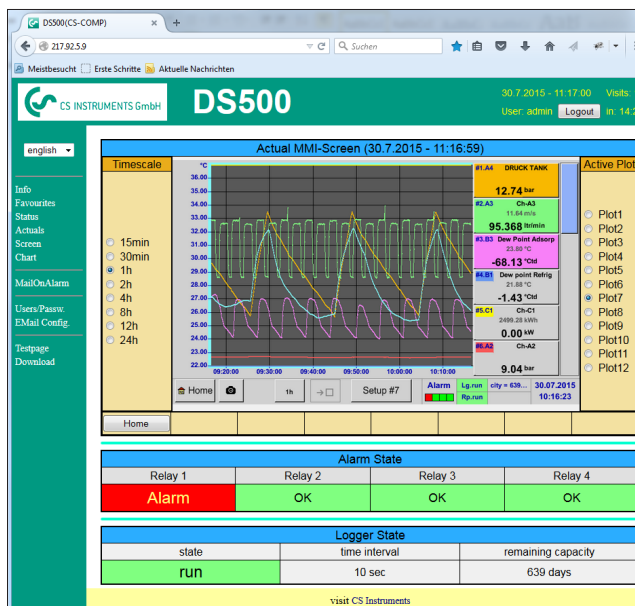 DS500(CS-COMP)
217.92.5.9
Suchen
Meistbesucht Erste Schritte Aktuelle Nachrichten
CS INSTRUMENTS GmbH
DS500
30.7.2015 - 11:17:00 Visits:
User: admin Logout in: 14:2
english
Info
Favourites
Status
Actuals
Screen
Chart
MailOnAlarm
Users/Passw.
EMail Config.
Testpage
Download
Actual MMI-Screen (30.7.2015 - 11:16:59)
Timescale
15min
30min
1h
2h
4h
8h
12h
24h
°C
36.00
35.00
34.00
33.00
32.00
31.00
30.00
29.00
28.00
27.00
26.00
25.00
24.00
23.00
22.00
09:20:00 09:30:00 09:40:00 09:50:00 10:00:00 10:10:00
#1.A4 DRUCK TANK
12.74 bar
#2.A3 Ch-A3
11.64 m/s
95.368 ltr/min
#3.B3 Dew Point Adsorp
23.80 °C
-68.13 °Ctd
#4.B1 Dew point Refrig
21.88 °C
-1.43 °Ctd
#5.C1 Ch-C1
2499.28 kWh
0.00 kW
#6.A2 Ch-A2
9.04 bar
Home 1h Setup #7
Alarm
Lg.run city = 639...
Rp.run
30.07.2015
10:16:23
Active Plot
Plot1
Plot2
Plot3
Plot4
Plot5
Plot6
Plot7
Plot8
Plot9
Plot10
Plot11
Plot12
Home
Alarm State
Relay 1 Relay 2 Relay 3 Relay 4
Alarm OK OK OK
Logger State
state time interval remaining capacity
run 10 sec 639 days
visit CS Instruments